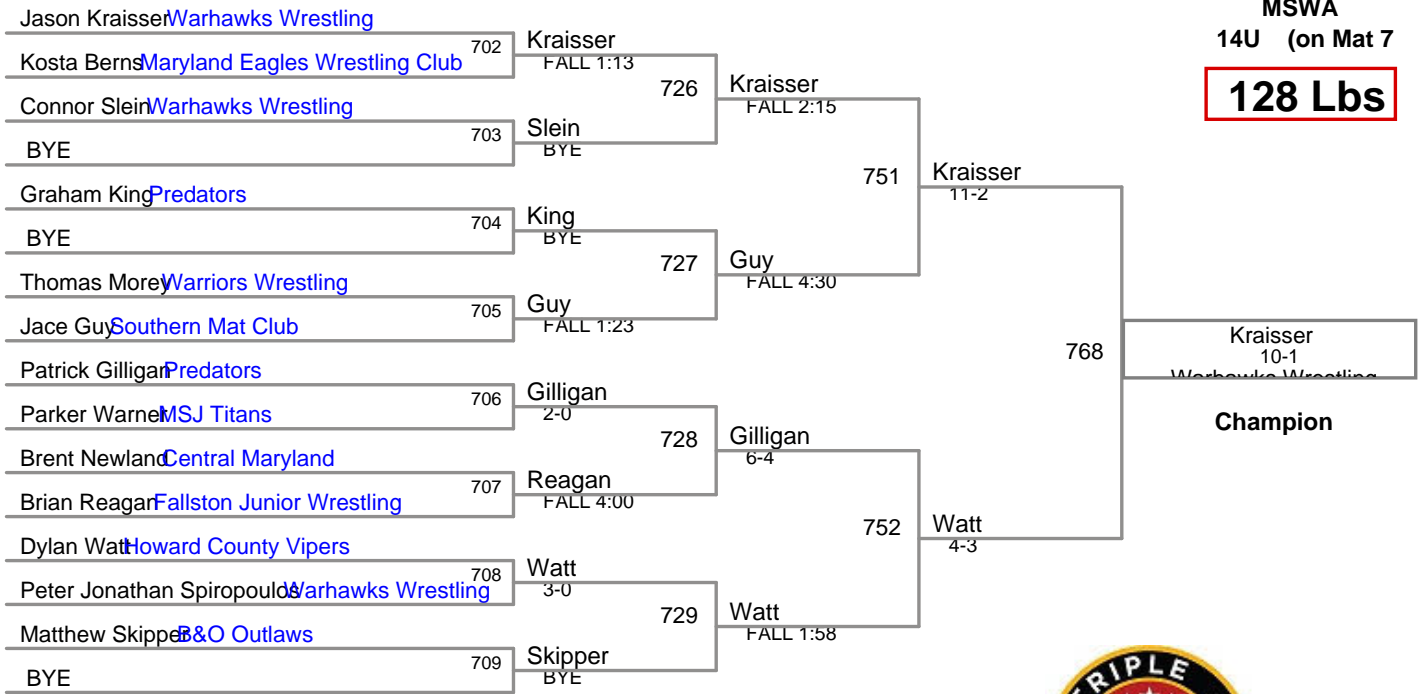 MSWA
14U (on Mat 7
128 Lbs
Jason Kraisser Warhawks Wrestling
702
Kosta Berns Maryland Eagles Wrestling Club
Kraisser
FALL 1:13
726
Connor Slein Warhawks Wrestling
703
BYE
Slein
BYE
Kraisser
FALL 2:15
751
Graham King Predators
704
BYE
King
BYE
727
Thomas Morey Warriors Wrestling
705
Jace Guy Southern Mat Club
Guy
FALL 1:23
Guy
FALL 4:30
Kraisser
11-2
768
Patrick Gilligan Predators
706
Parker Warner MSJ Titans
Gilligan
2-0
728
Brent Newland Central Maryland
707
Brian Reagan Fallston Junior Wrestling
Reagan
FALL 4:00
Gilligan
6-4
752
Dylan Watt Howard County Vipers
708
Peter Jonathan Spiropoulos Warhawks Wrestling
Watt
3-0
729
Matthew Skipper B&O Outlaws
709
BYE
Skipper
BYE
Watt
FALL 1:58
Watt
4-3
Kraisser
10-1
Warhawks Wrestling
Champion
TRIPLE